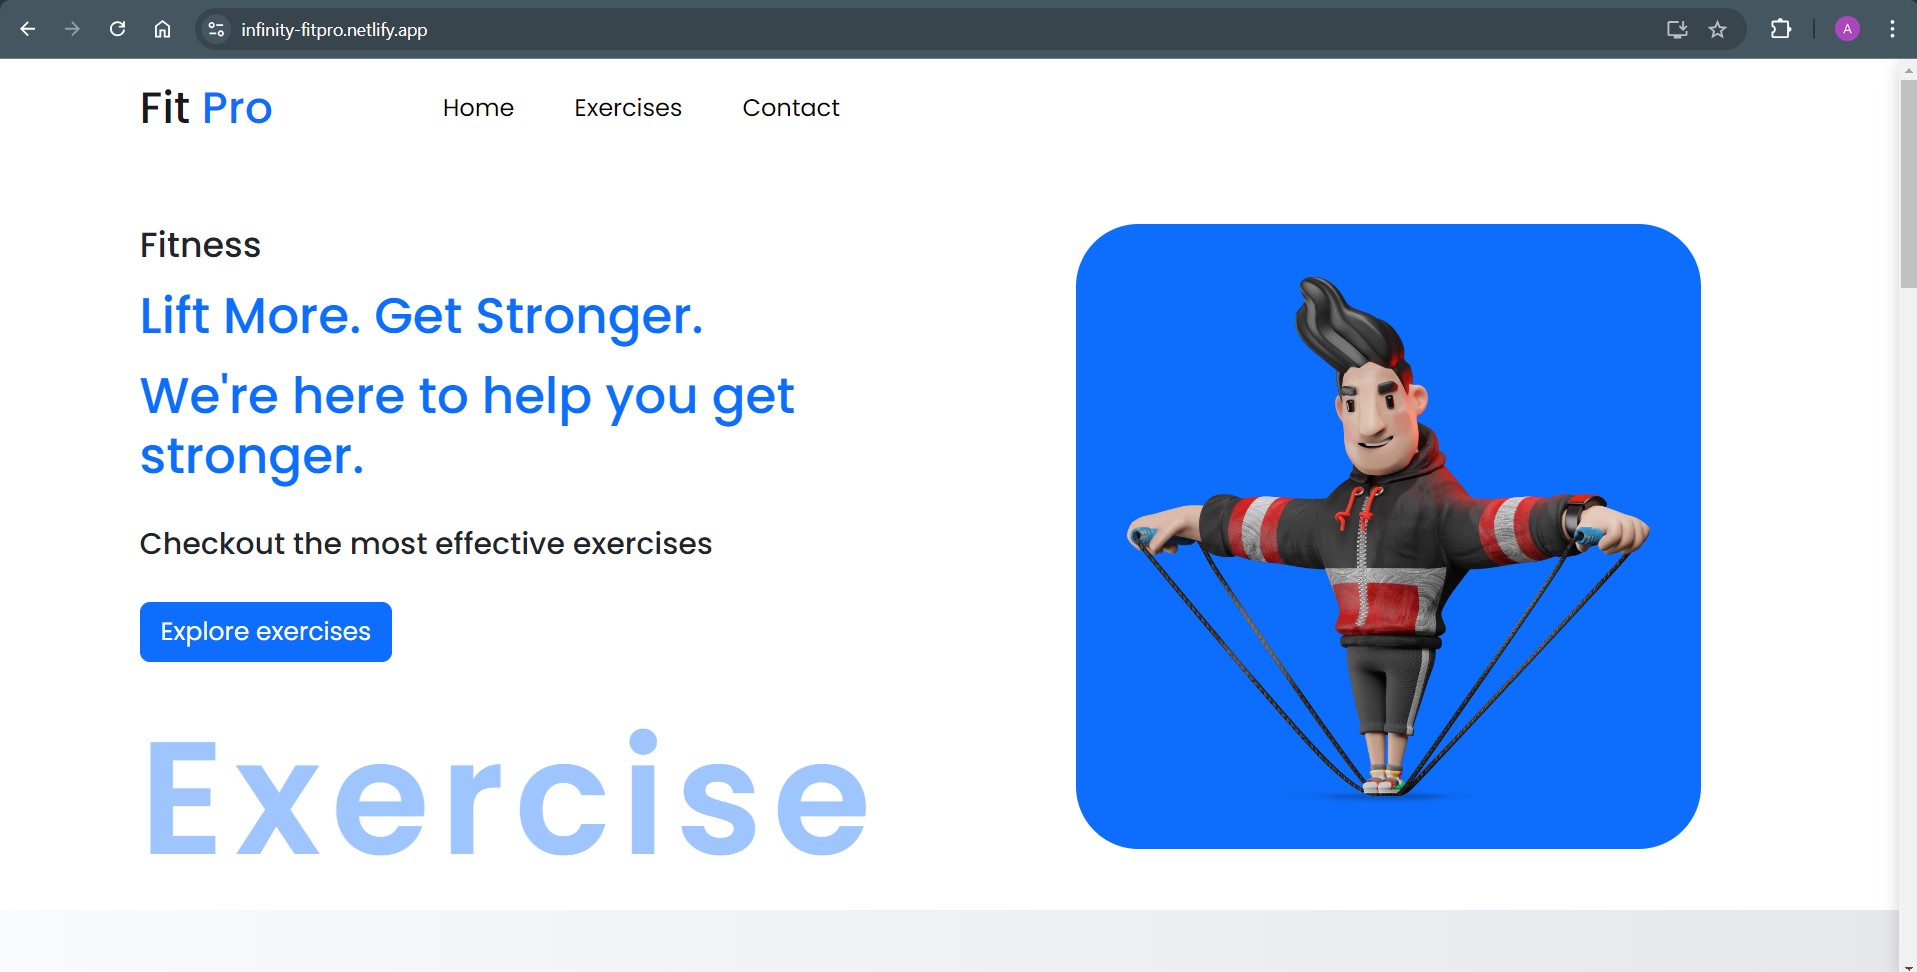 infinity-fitpro.netlify.app
A
Fit Pro
Home Exercises Contact
Fitness
Lift More. Get Stronger.
We're here to help you get
stronger.
Checkout the most effective exercises
Explore exercises
Exercise